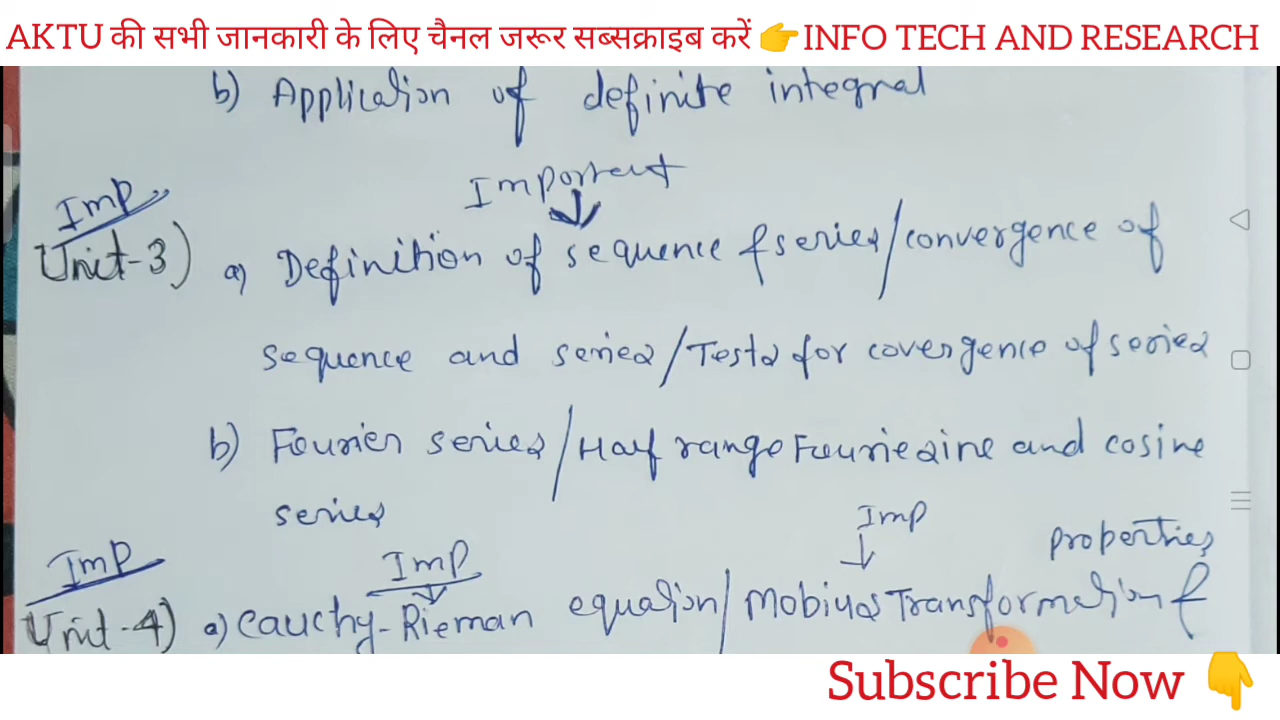 AKTU की सभी जानकारी के लिए चैनल जरूर सब्सक्राइब करें 👉INFO TECH AND RESEARCH
b) Application of definite integral
Important
Imp
Unit-3) a) Definition of sequence & series/convergence of
sequence and series/Tests for covergence of series
b) Fourier series/Half range Fourie sine and cosine
series
Imp
Imp
Imp
properties
Unit-4) a) Cauchy-Rieman equation/Mobius Transformation &
Subscribe Now 👇